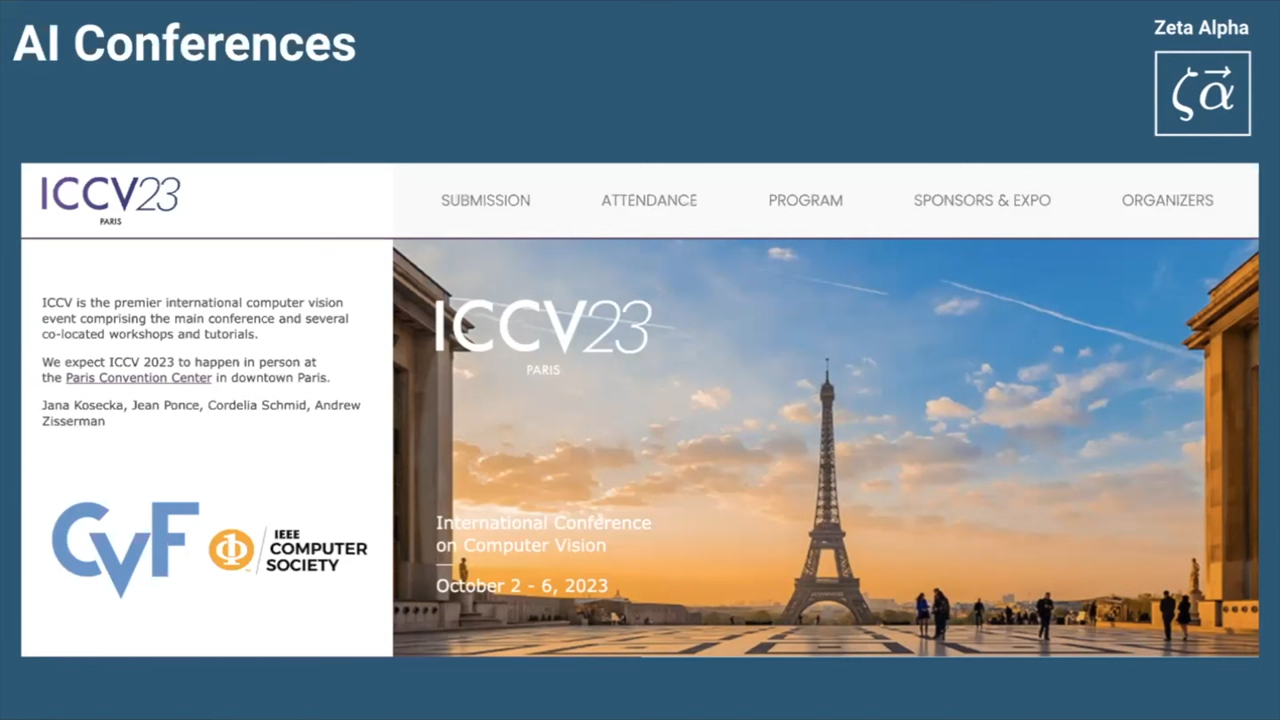 AI Conferences
Zeta Alpha
ζα
ICCV23
PARIS
SUBMISSION
ATTENDANCE
PROGRAM
SPONSORS & EXPO
ORGANIZERS
ICCV is the premier international computer vision
event comprising the main conference and several
co-located workshops and tutorials.
We expect ICCV 2023 to happen in person at
the Paris Convention Center in downtown Paris.
Jana Kosecka, Jean Ponce, Cordelia Schmid, Andrew
Zisserman
CVF
IEEE
COMPUTER
SOCIETY
ICCV23
PARIS
International Conference
on Computer Vision
October 2 - 6, 2023